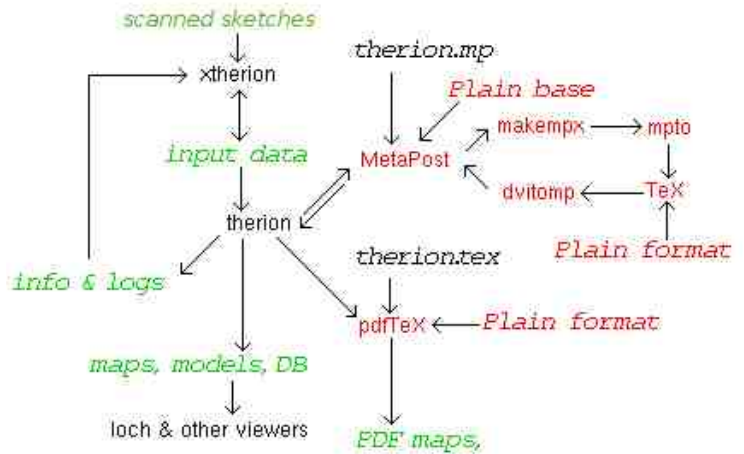 scanned sketches
therion.mp
xtherion
Plain base
makempx
mpto
input data
MetaPost
dvitomp
TeX
therion
therion.tex
Plain format
info & logs
pdfTeX
Plain format
maps, models, DB
loch & other viewers
PDF maps,